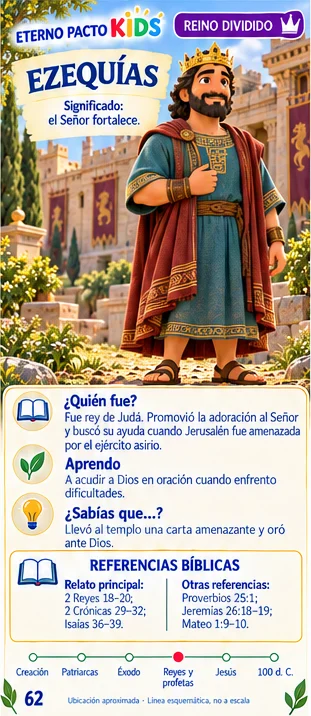 ETERNO PACTO KIDS
REINO DIVIDIDO
EZEQUÍAS
Significado:
el Señor fortalece.
¿Quién fue?
Fue rey de Judá. Promovió la adoración al Señor
y buscó su ayuda cuando Jerusalén fue amenazada
por el ejército asirio.
Aprendo
A acudir a Dios en oración cuando enfrento
dificultades.
¿Sabías que...?
Llevó al templo una carta amenazante y oró
ante Dios.
REFERENCIAS BÍBLICAS
Relato principal:
2 Reyes 18–20;
2 Crónicas 29–32;
Isaías 36–39.
Otras referencias:
Proverbios 25:1;
Jeremías 26:18–19;
Mateo 1:9–10.
Creación
Patriarcas
Éxodo
Reyes y
profetas
Jesús
100 d. C.
62
Ubicación aproximada · Línea esquemática, no a escala